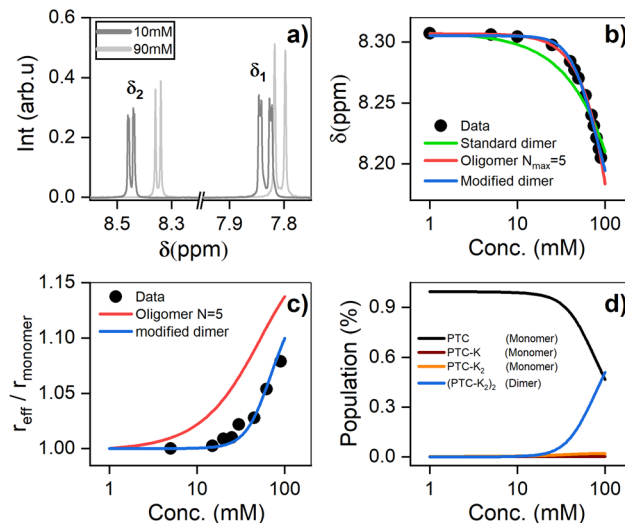 a)
10mM
90mM
δ₂
δ₁
0.6
0.4
0.2
0.0
Int (arb.u)
8.5 8.3 7.9 7.8
δ(ppm)
b)
8.30
8.25
8.20
δ(ppm)
Data
Standard dimer
Oligomer Nmax=5
Modified dimer
1 10 100
Conc. (mM)
c)
1.15
1.10
1.05
1.00
r_eff / r_monomer
Data
Oligomer N=5
modified dimer
1 10 100
Conc. (mM)
d)
0.9
0.6
0.3
0.0
Population (%)
PTC (Monomer)
PTC-K (Monomer)
PTC-K₂ (Monomer)
(PTC-K₂)₂ (Dimer)
1 10 100
Conc. (mM)